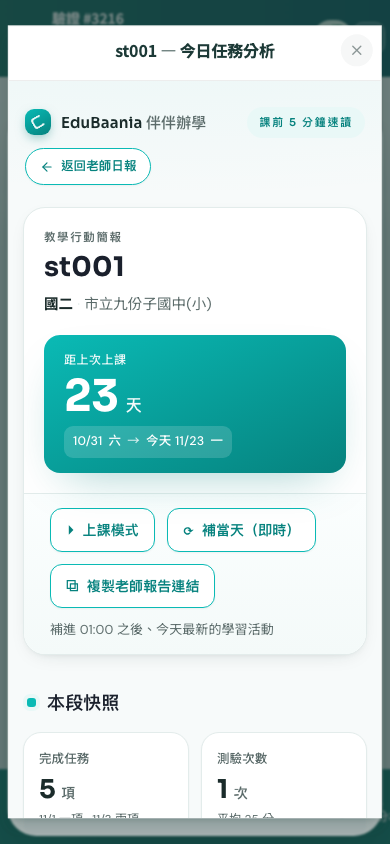 驗證 #3216
st001 — 今日任務分析
EduBaania 伴伴辦學
課前 5 分鐘速讀
← 返回老師日報
教學行動簡報
st001
國二 市立九份子國中(小)
距上次上課
23 天
10/31 六 → 今天 11/23 一
上課模式
補當天（即時）
複製老師報告連結
補進 01:00 之後、今天最新的學習活動
本段快照
完成任務
5 項
測驗次數
1 次